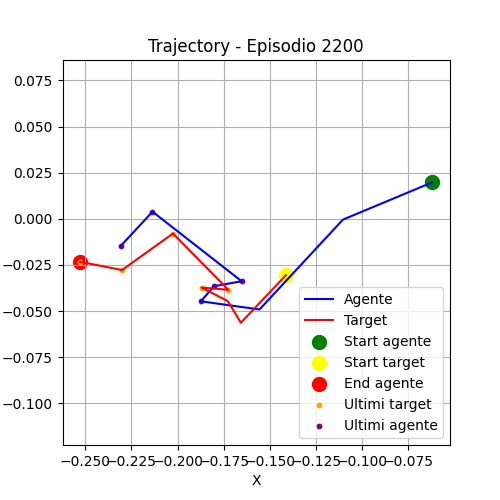 Trajectory - Episodio 2200
0.075
0.050
0.025
0.000
−0.025
−0.050
−0.075
−0.100
−0.250 −0.225 −0.200 −0.175 −0.150 −0.125 −0.100 −0.075
X
Agente
Target
Start agente
Start target
End agente
Ultimi target
Ultimi agente